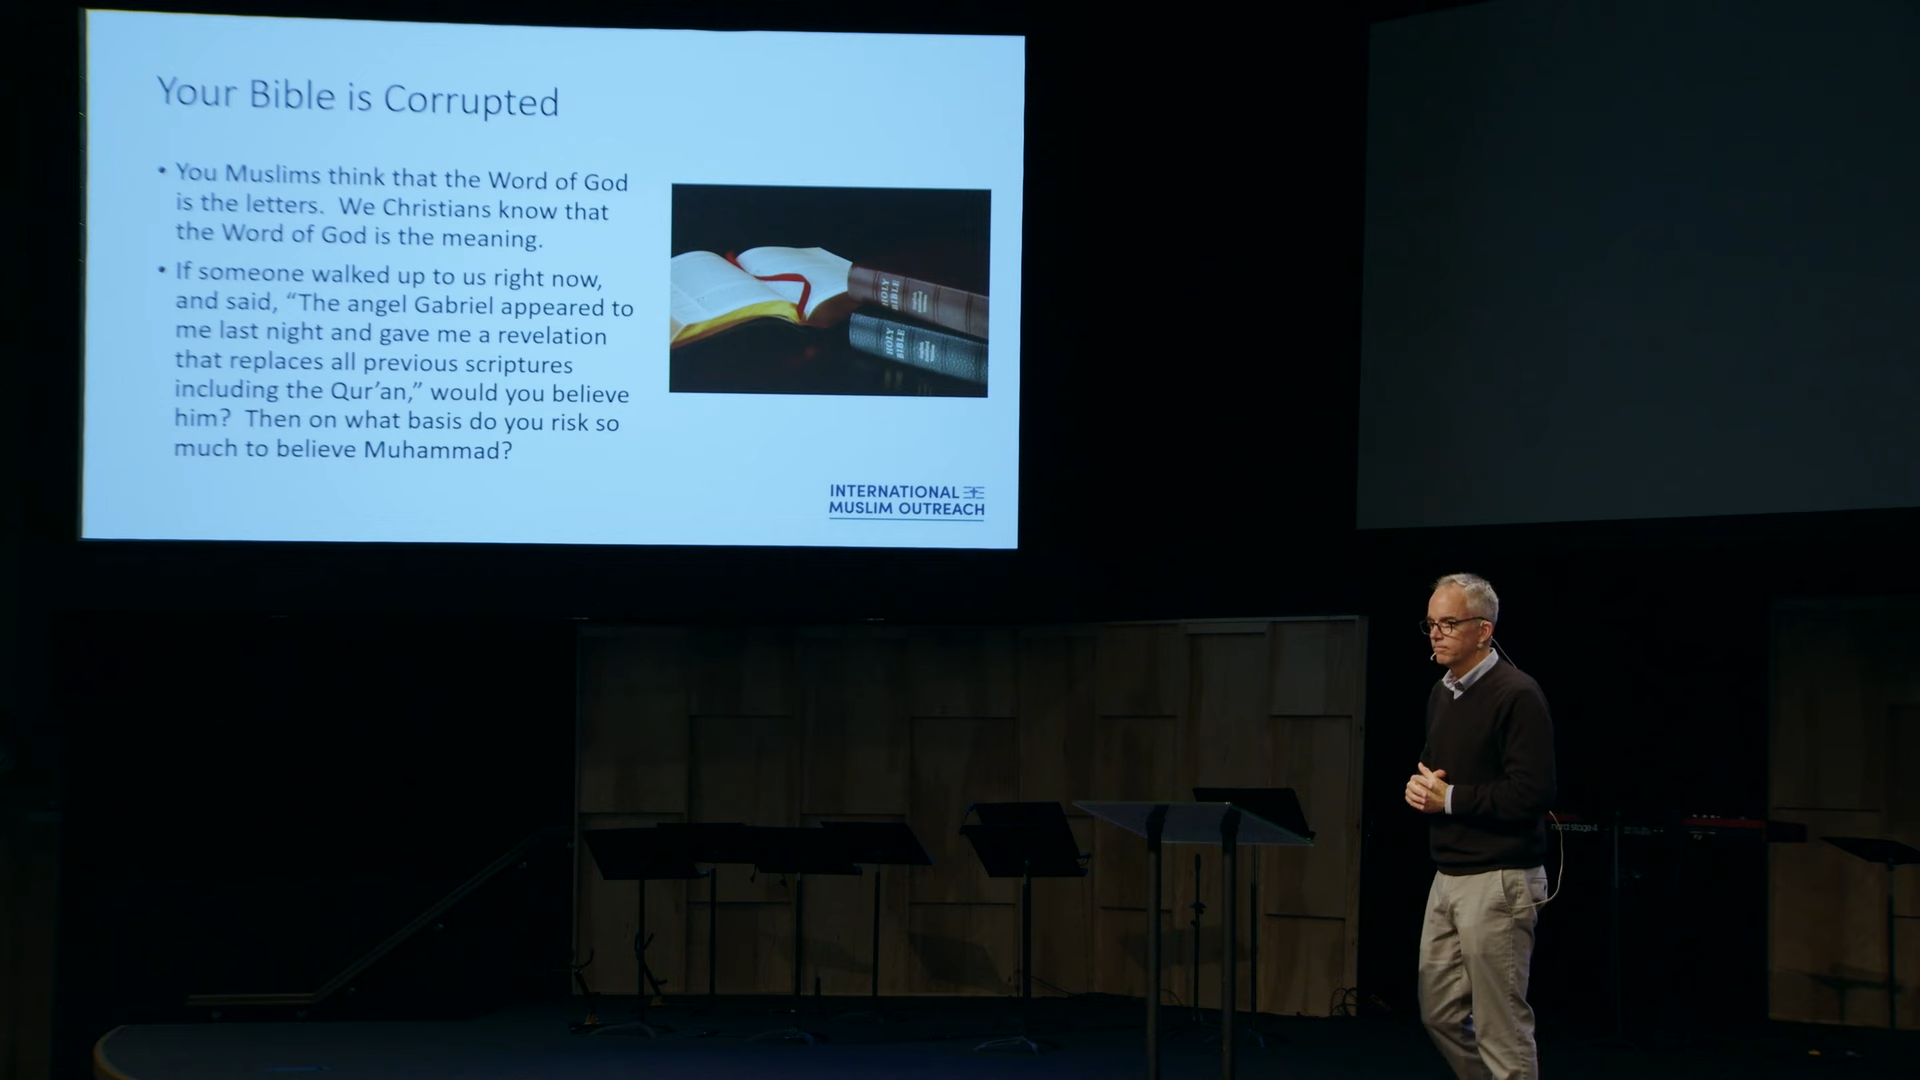 Your Bible is Corrupted
• You Muslims think that the Word of God
is the letters.  We Christians know that
the Word of God is the meaning.
• If someone walked up to us right now,
and said, “The angel Gabriel appeared to
me last night and gave me a revelation
that replaces all previous scriptures
including the Qur’an,” would you believe
him?  Then on what basis do you risk so
much to believe Muhammad?
HOLY
BIBLE
HOLY
BIBLE
INTERNATIONAL
MUSLIM OUTREACH
nord stage 4